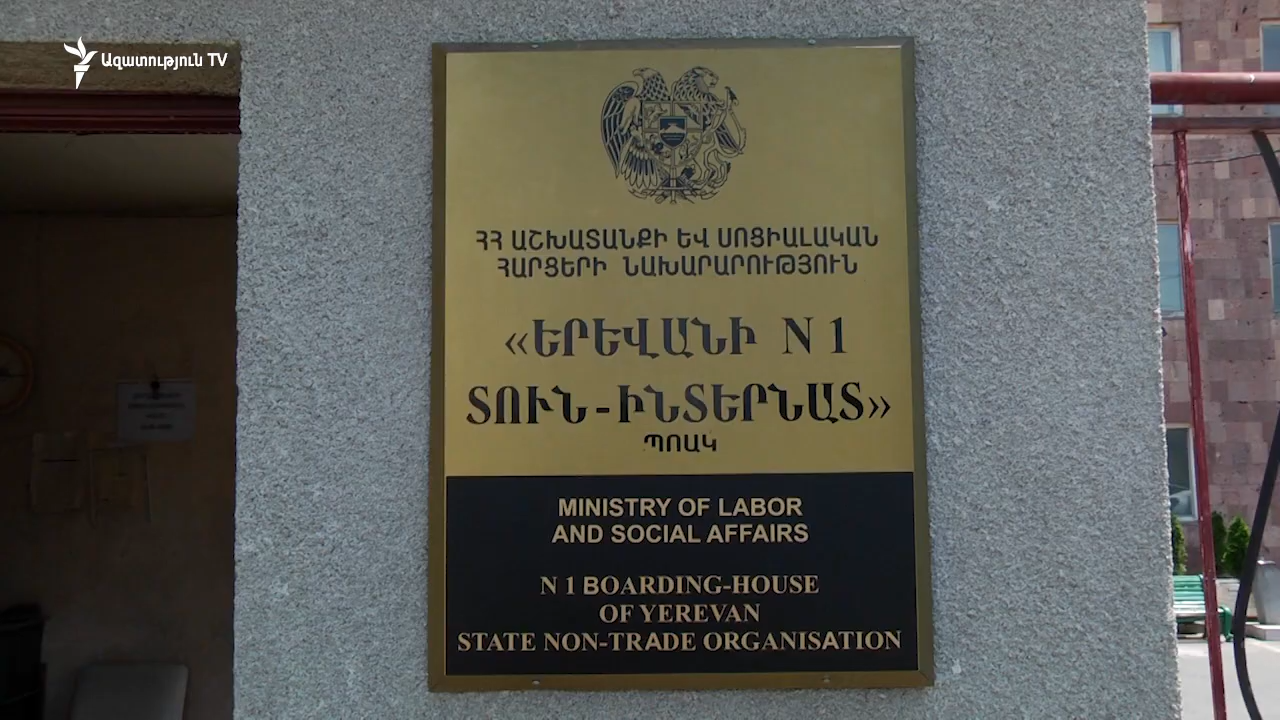 Ազատություն TV
ՀՀ ԱՇԽԱՏԱՆՔԻ ԵՎ ՍՈՑԻԱԼԱԿԱՆ
ՀԱՐՑԵՐԻ ՆԱԽԱՐԱՐՈՒԹՅՈՒՆ
«ԵՐԵՎԱՆԻ N 1
ՏՈՒՆ-ԻՆՏԵՐՆԱՏ»
ՊՈԱԿ
MINISTRY OF LABOR
AND SOCIAL AFFAIRS
N 1 BOARDING-HOUSE
OF YEREVAN
STATE NON-TRADE ORGANISATION